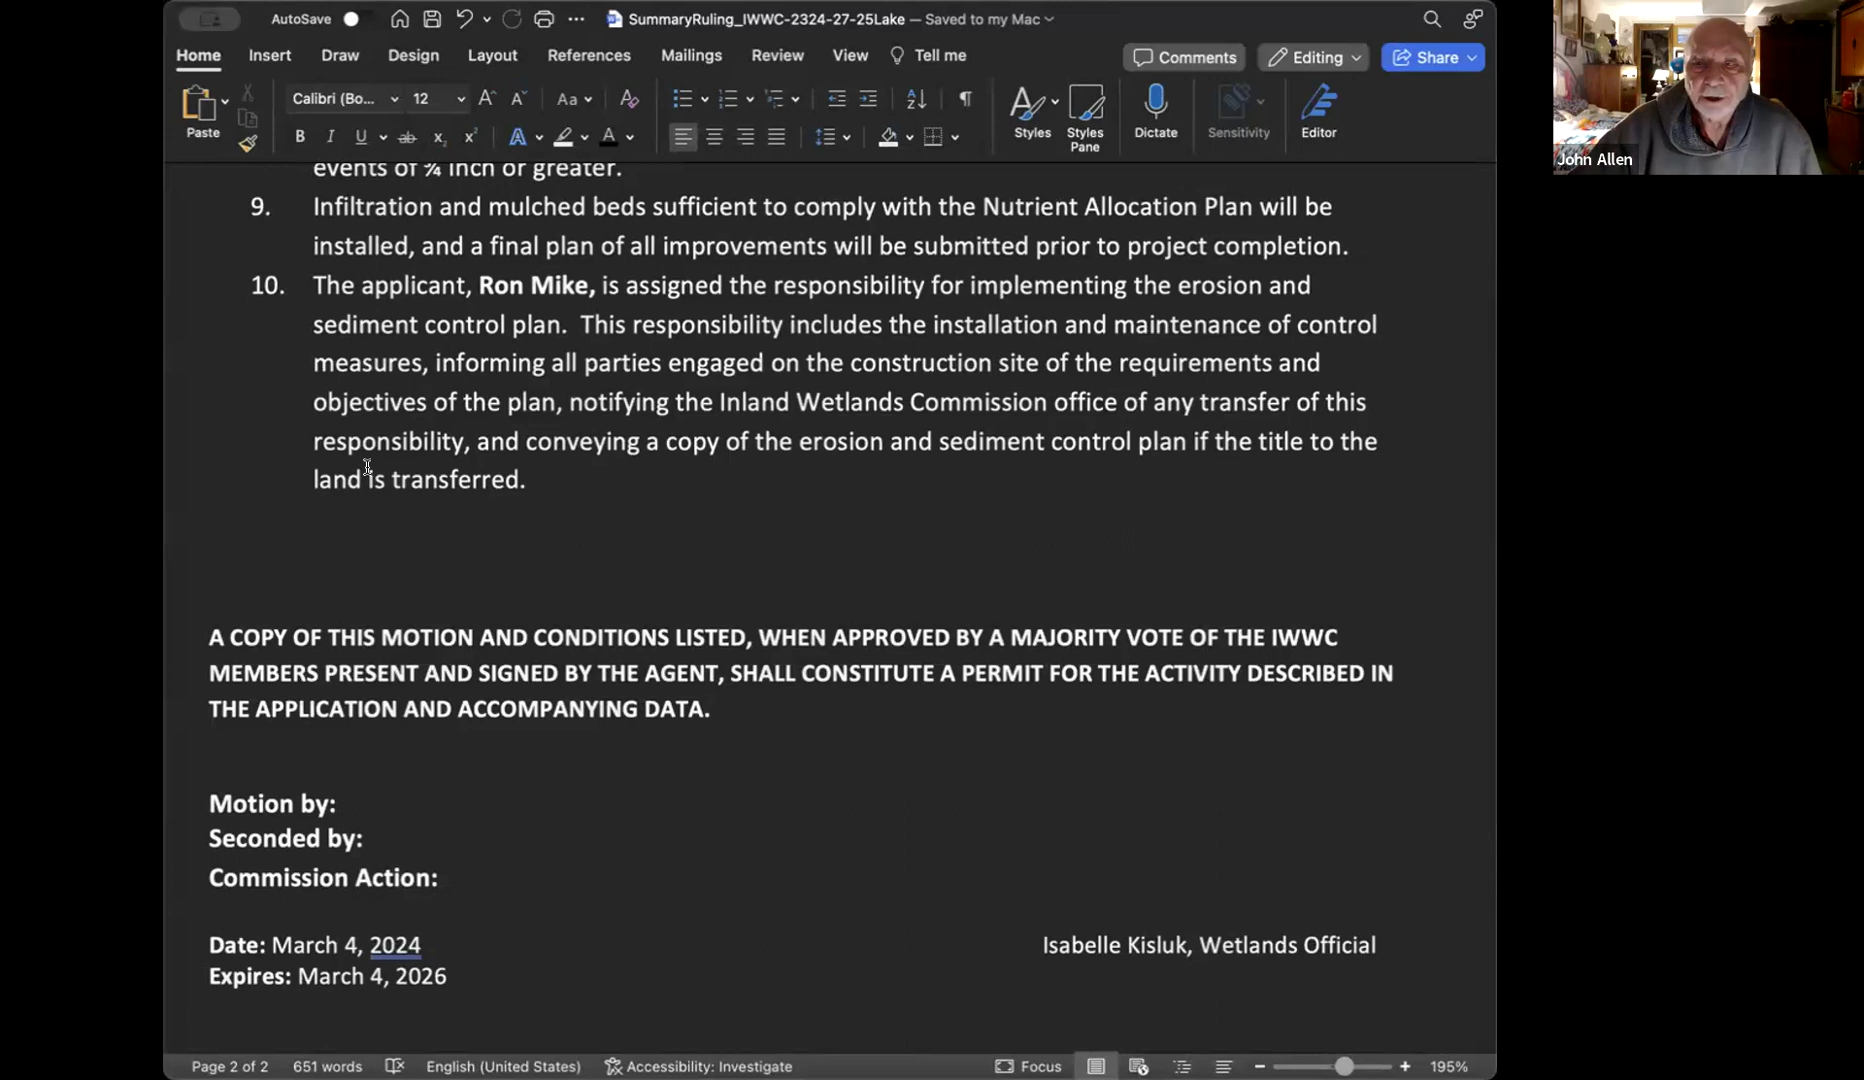 AutoSave
SummaryRuling_IWWC-2324-27-25Lake — Saved to my Mac
Home Insert Draw Design Layout References Mailings Review View Tell me Comments Editing Share
Paste Calibri (Bo... 12 Aa Styles Styles Pane Dictate Sensitivity Editor
events of ¾ inch or greater.
9. Infiltration and mulched beds sufficient to comply with the Nutrient Allocation Plan will be
installed, and a final plan of all improvements will be submitted prior to project completion.
10. The applicant, Ron Mike, is assigned the responsibility for implementing the erosion and
sediment control plan. This responsibility includes the installation and maintenance of control
measures, informing all parties engaged on the construction site of the requirements and
objectives of the plan, notifying the Inland Wetlands Commission office of any transfer of this
responsibility, and conveying a copy of the erosion and sediment control plan if the title to the
land is transferred.
A COPY OF THIS MOTION AND CONDITIONS LISTED, WHEN APPROVED BY A MAJORITY VOTE OF THE IWWC
MEMBERS PRESENT AND SIGNED BY THE AGENT, SHALL CONSTITUTE A PERMIT FOR THE ACTIVITY DESCRIBED IN
THE APPLICATION AND ACCOMPANYING DATA.
Motion by:
Seconded by:
Commission Action:
Date: March 4, 2024 Isabelle Kisluk, Wetlands Official
Expires: March 4, 2026
Page 2 of 2 651 words English (United States) Accessibility: Investigate Focus 195%
John Allen